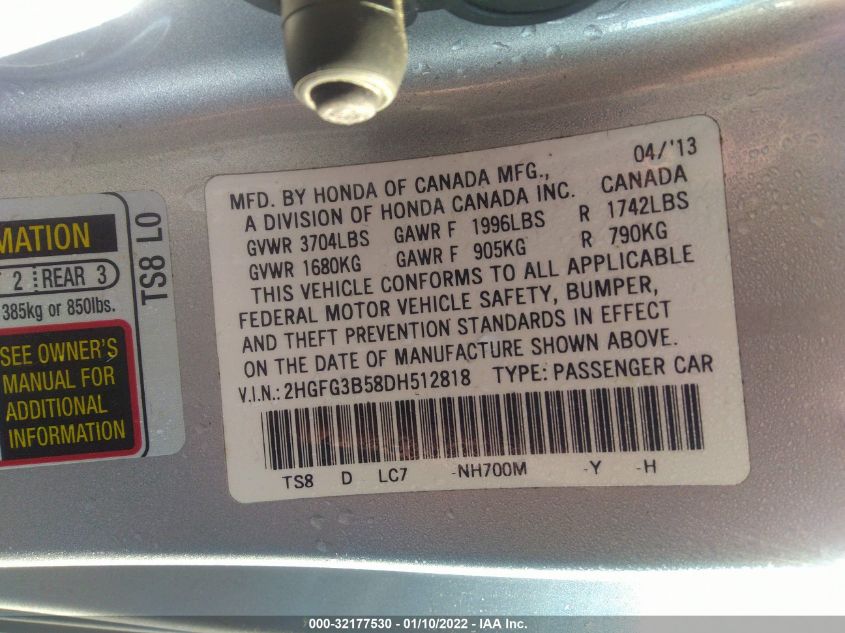 MATION
2 REAR 3
385kg or 850lbs.
SEE OWNER'S
MANUAL FOR
ADDITIONAL
INFORMATION
TS8 L0
04/'13
MFD. BY HONDA OF CANADA MFG.,
A DIVISION OF HONDA CANADA INC. CANADA
GVWR 3704LBS GAWR F 1996LBS R 1742LBS
GVWR 1680KG GAWR F 905KG R 790KG
THIS VEHICLE CONFORMS TO ALL APPLICABLE
FEDERAL MOTOR VEHICLE SAFETY, BUMPER,
AND THEFT PREVENTION STANDARDS IN EFFECT
ON THE DATE OF MANUFACTURE SHOWN ABOVE.
V.I.N.: 2HGFG3B58DH512818 TYPE: PASSENGER CAR
TS8 D LC7 -NH700M -Y -H
000-32177530 - 01/10/2022 - IAA Inc.